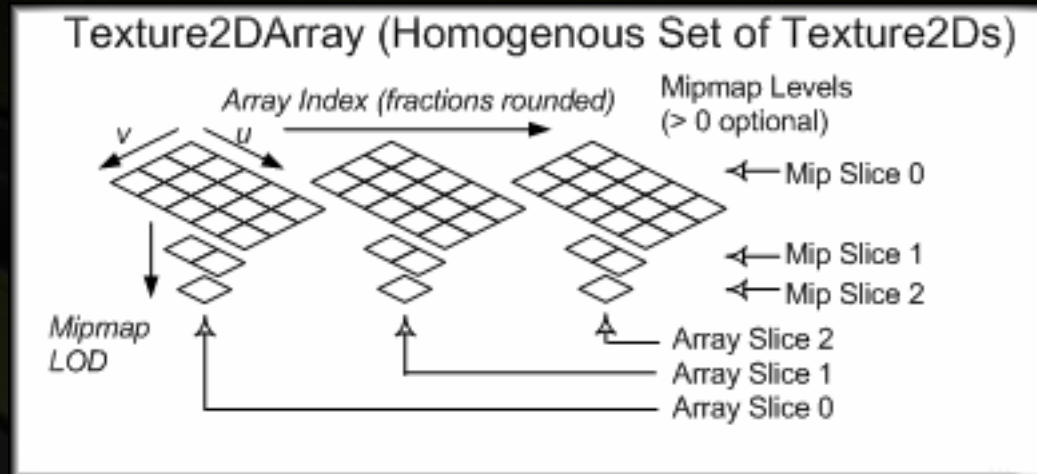 Texture2DArray (Homogenous Set of Texture2Ds)
Array Index (fractions rounded)
Mipmap Levels
(> 0 optional)
v
u
Mip Slice 0
Mip Slice 1
Mip Slice 2
Mipmap
LOD
Array Slice 2
Array Slice 1
Array Slice 0